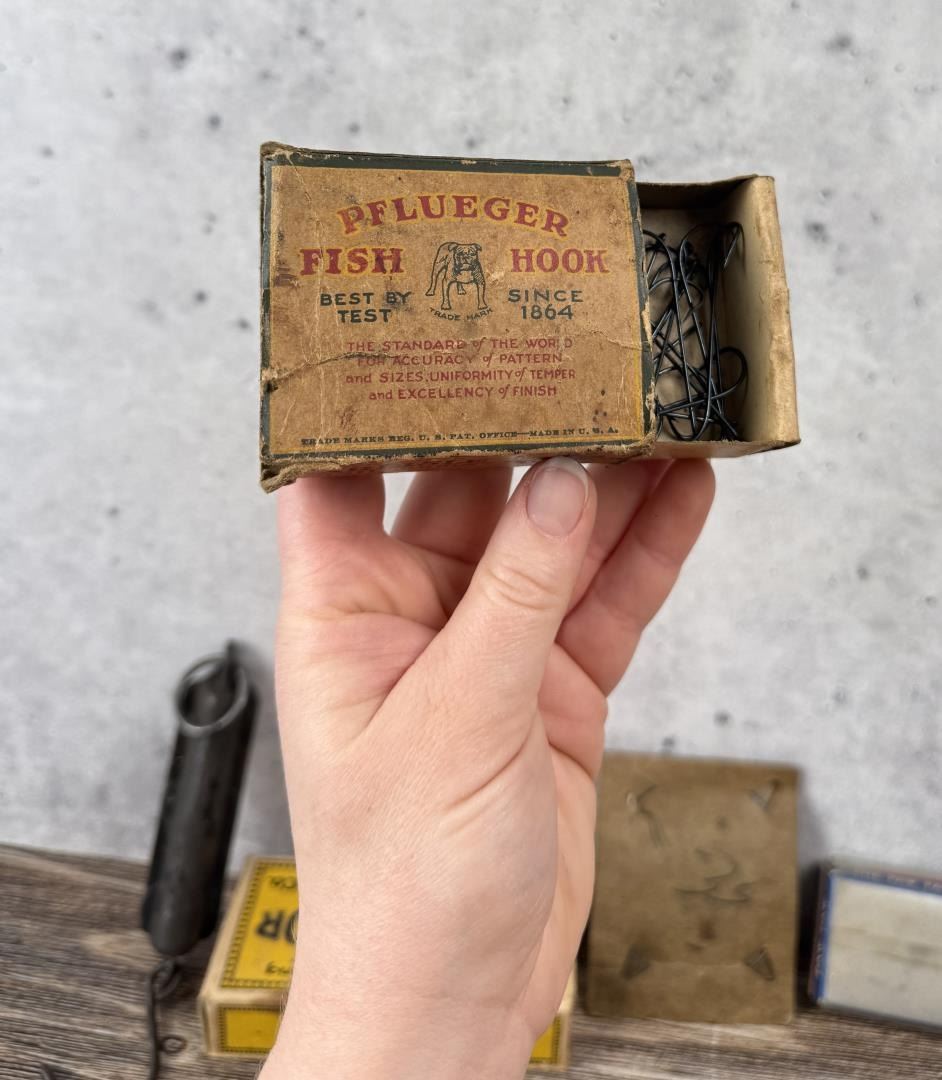 PFLUEGER
FISH HOOK
BEST BY TEST
SINCE 1864
TRADE MARK
THE STANDARD of THE WORLD
FOR ACCURACY of PATTERN
and SIZES, UNIFORMITY of TEMPER
and EXCELLENCY of FINISH
TRADE MARKS REG. U. S. PAT. OFFICE—MADE IN U. S. A.
OR